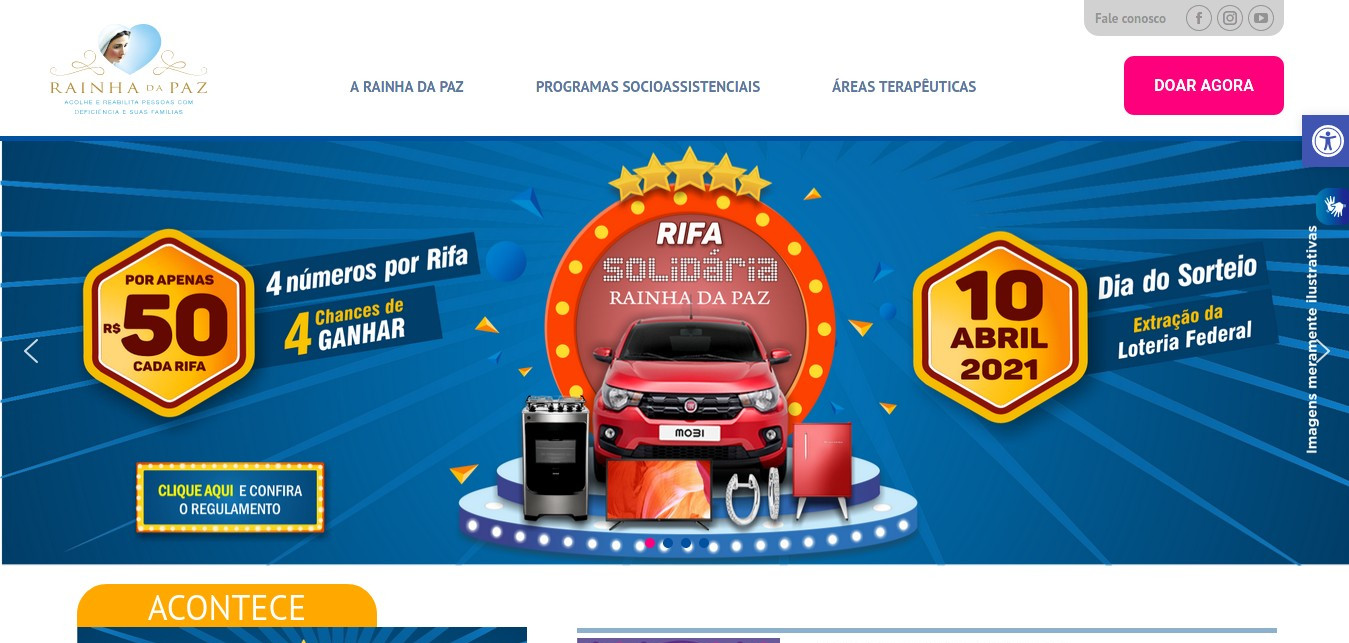 Fale conosco
RAINHA DA PAZ
ACOLHE E REABILITA PESSOAS COM
DEFICIÊNCIA E SUAS FAMÍLIAS
A RAINHA DA PAZ
PROGRAMAS SOCIOASSISTENCIAIS
ÁREAS TERAPÊUTICAS
DOAR AGORA
POR APENAS
R$ 50
CADA RIFA
4 números por Rifa
4 Chances de
GANHAR
CLIQUE AQUI E CONFIRA
O REGULAMENTO
RIFA
SOLIDÁRIA
RAINHA DA PAZ
MOBI
10
ABRIL
2021
Dia do Sorteio
Extração da
Loteria Federal
Imagens meramente ilustrativas
ACONTECE